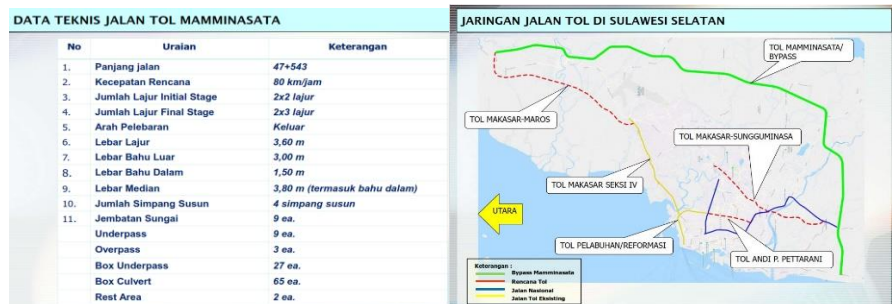 DATA TEKNIS JALAN TOL MAMMINASATA
No Uraian Keterangan
1. Panjang jalan 47+543
2. Kecepatan Rencana 80 km/jam
3. Jumlah Lajur Initial Stage 2x2 lajur
4. Jumlah Lajur Final Stage 2x3 lajur
5. Arah Pelebaran Keluar
6. Lebar Lajur 3,60 m
7. Lebar Bahu Luar 3,00 m
8. Lebar Bahu Dalam 1,50 m
9. Lebar Median 3,80 m (termasuk bahu dalam)
10. Jumlah Simpang Susun 4 simpang susun
11. Jembatan Sungai 9 ea.
Underpass 9 ea.
Overpass 3 ea.
Box Underpass 27 ea.
Box Culvert 65 ea.
Rest Area 2 ea.
JARINGAN JALAN TOL DI SULAWESI SELATAN
TOL MAMMINASATA/
BYPASS
TOL MAKASAR-MAROS
TOL MAKASAR-SUNGGUMINASA
TOL MAKASAR SEKSI IV
UTARA
TOL PELABUHAN/REFORMASI
TOL ANDI P. PETTARANI
Keterangan :
Bypass Mamminasata
Rencana Tol
Jalan Nasional
Jalan Tol Eksisting